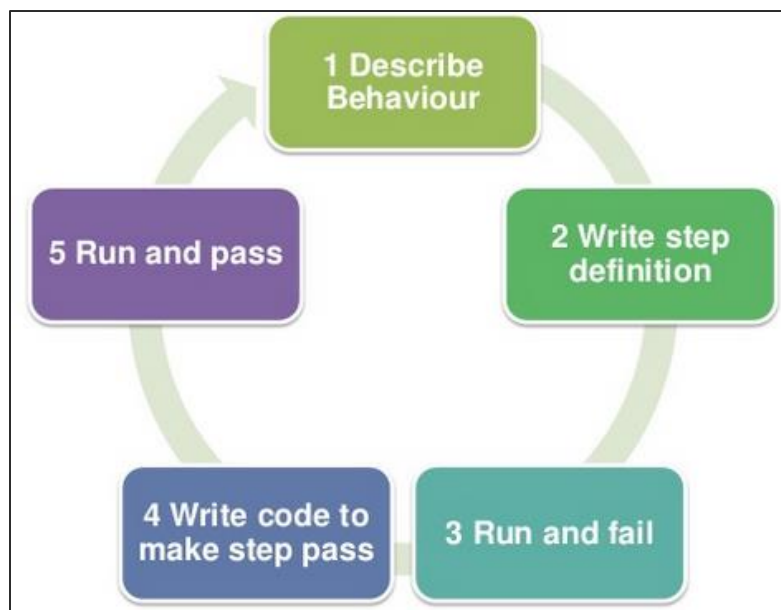 1 Describe
Behaviour
2 Write step
definition
3 Run and fail
4 Write code to
make step pass
5 Run and pass